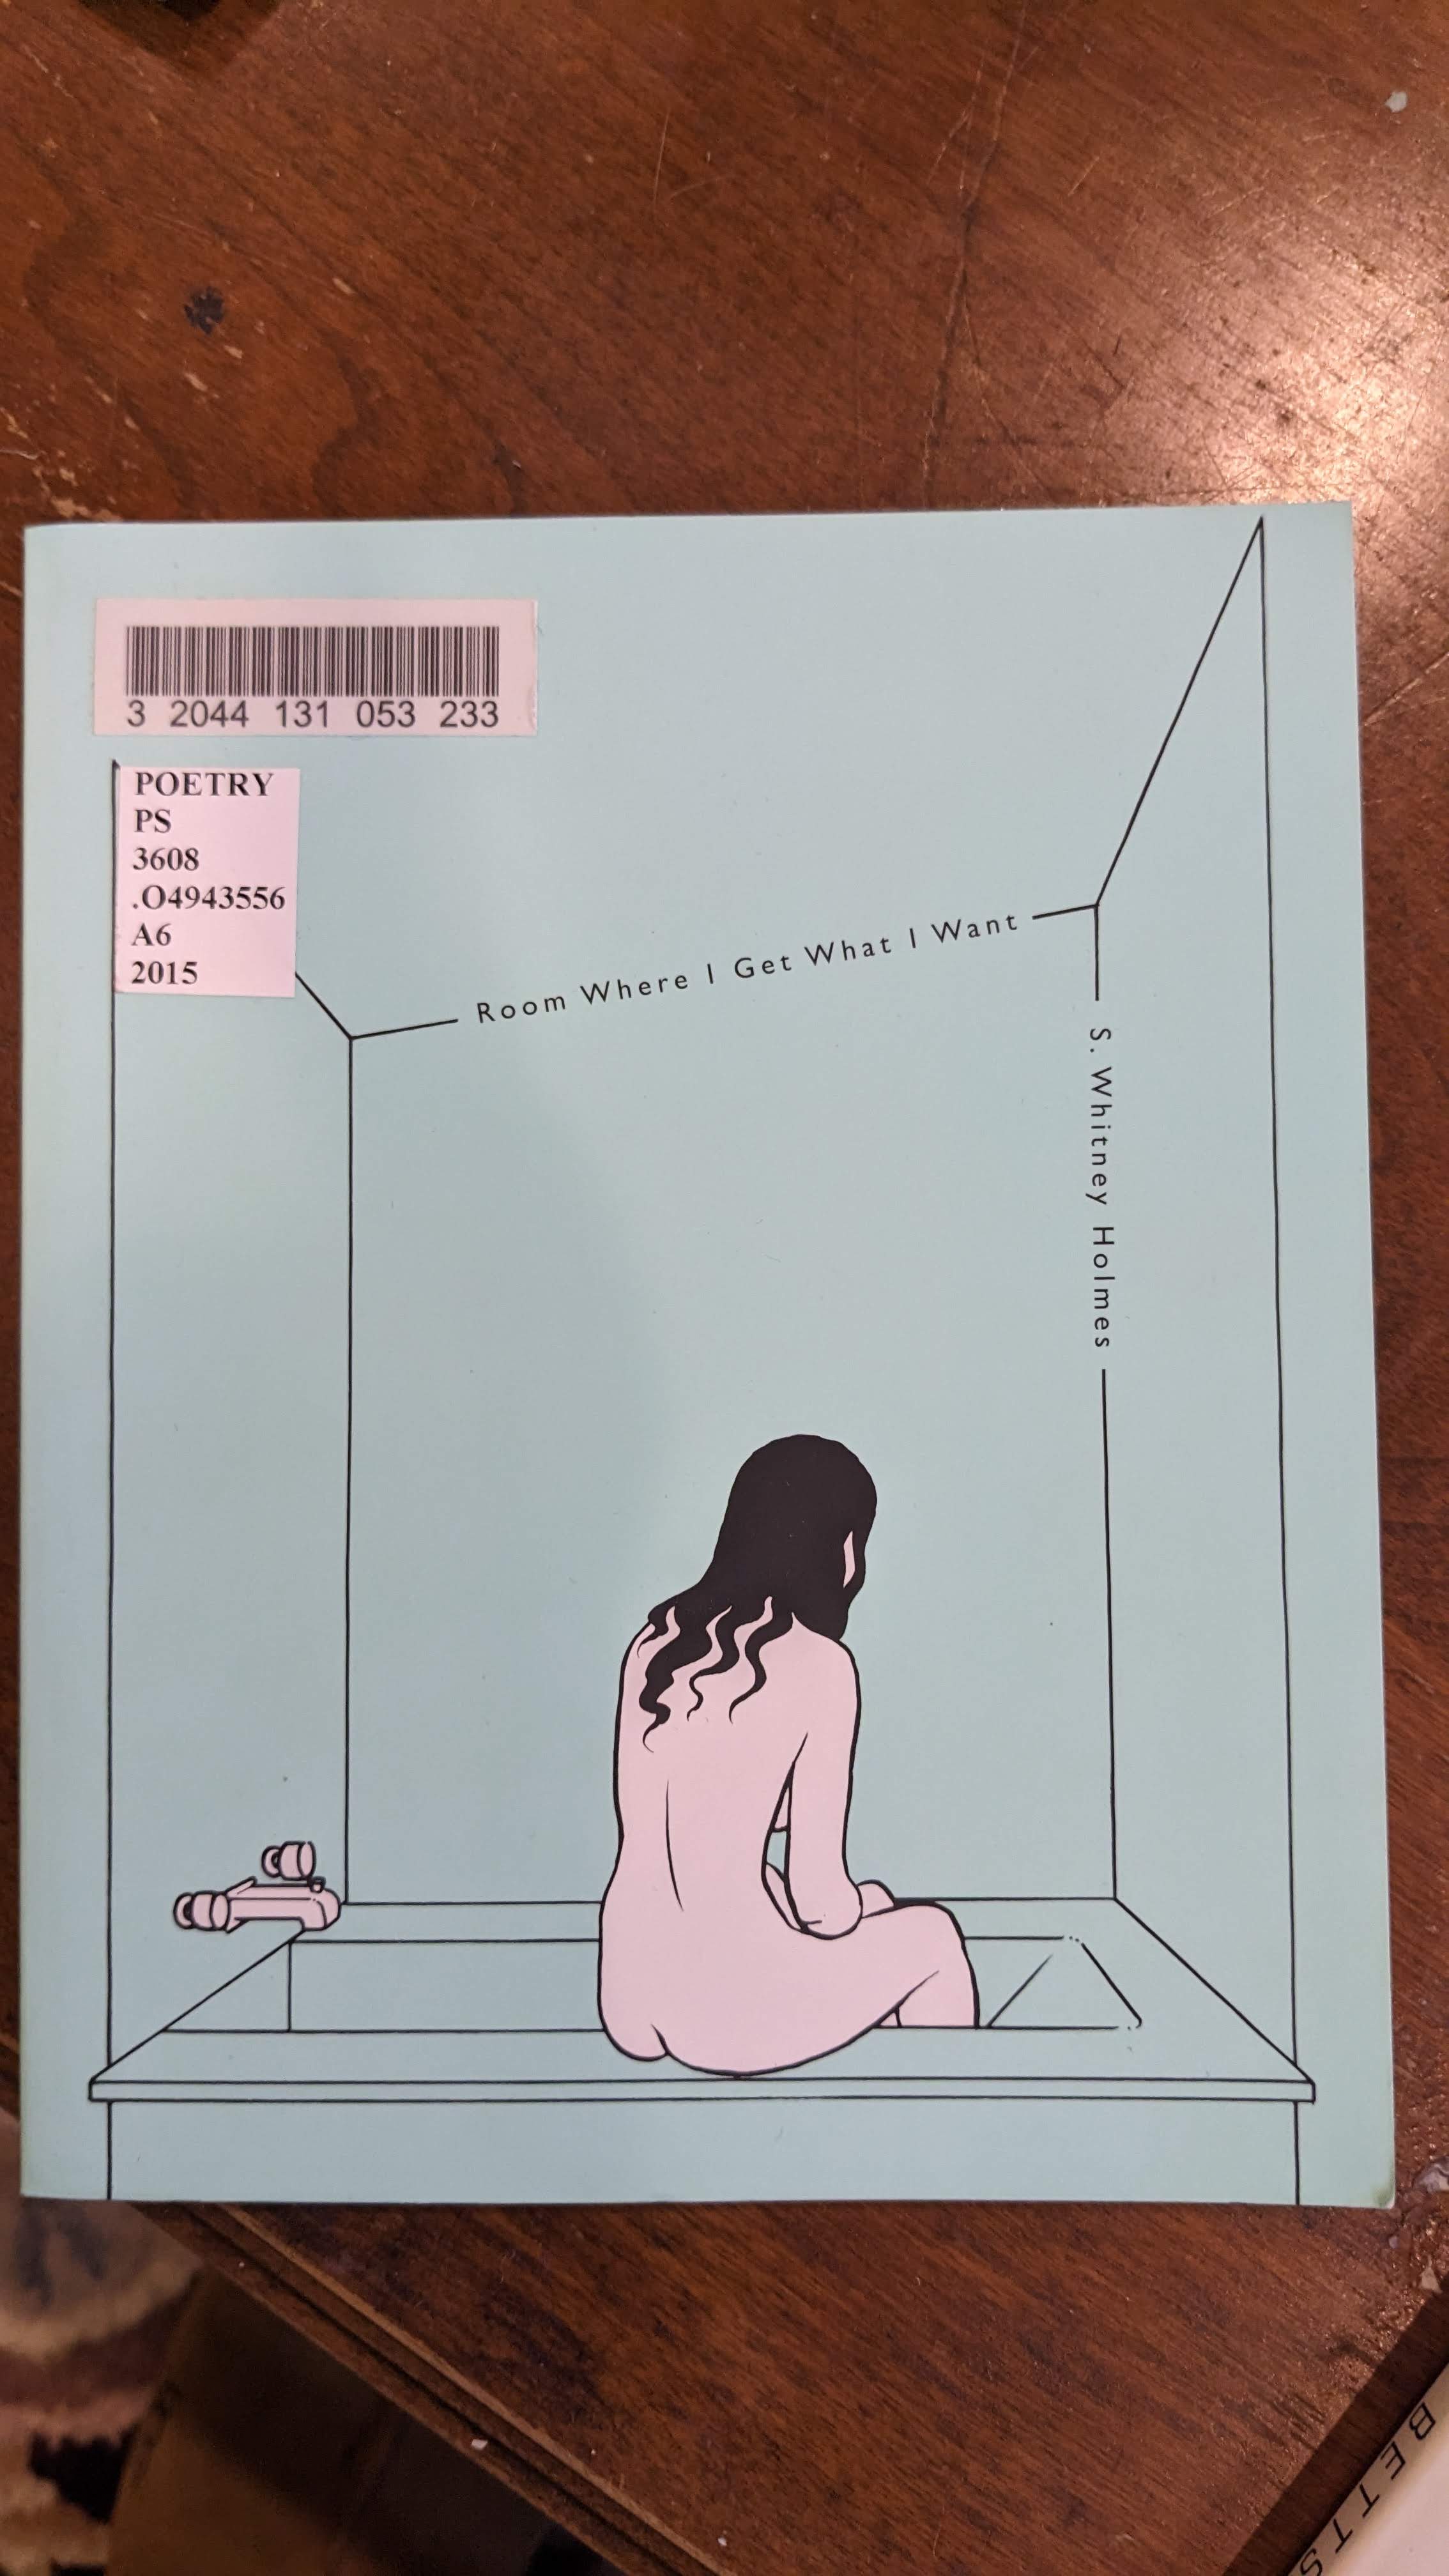 3 2044 131 053 233
POETRY
PS
3608
.O4943556
A6
2015
Room Where I Get What I Want
S. Whitney Holmes
BETTS